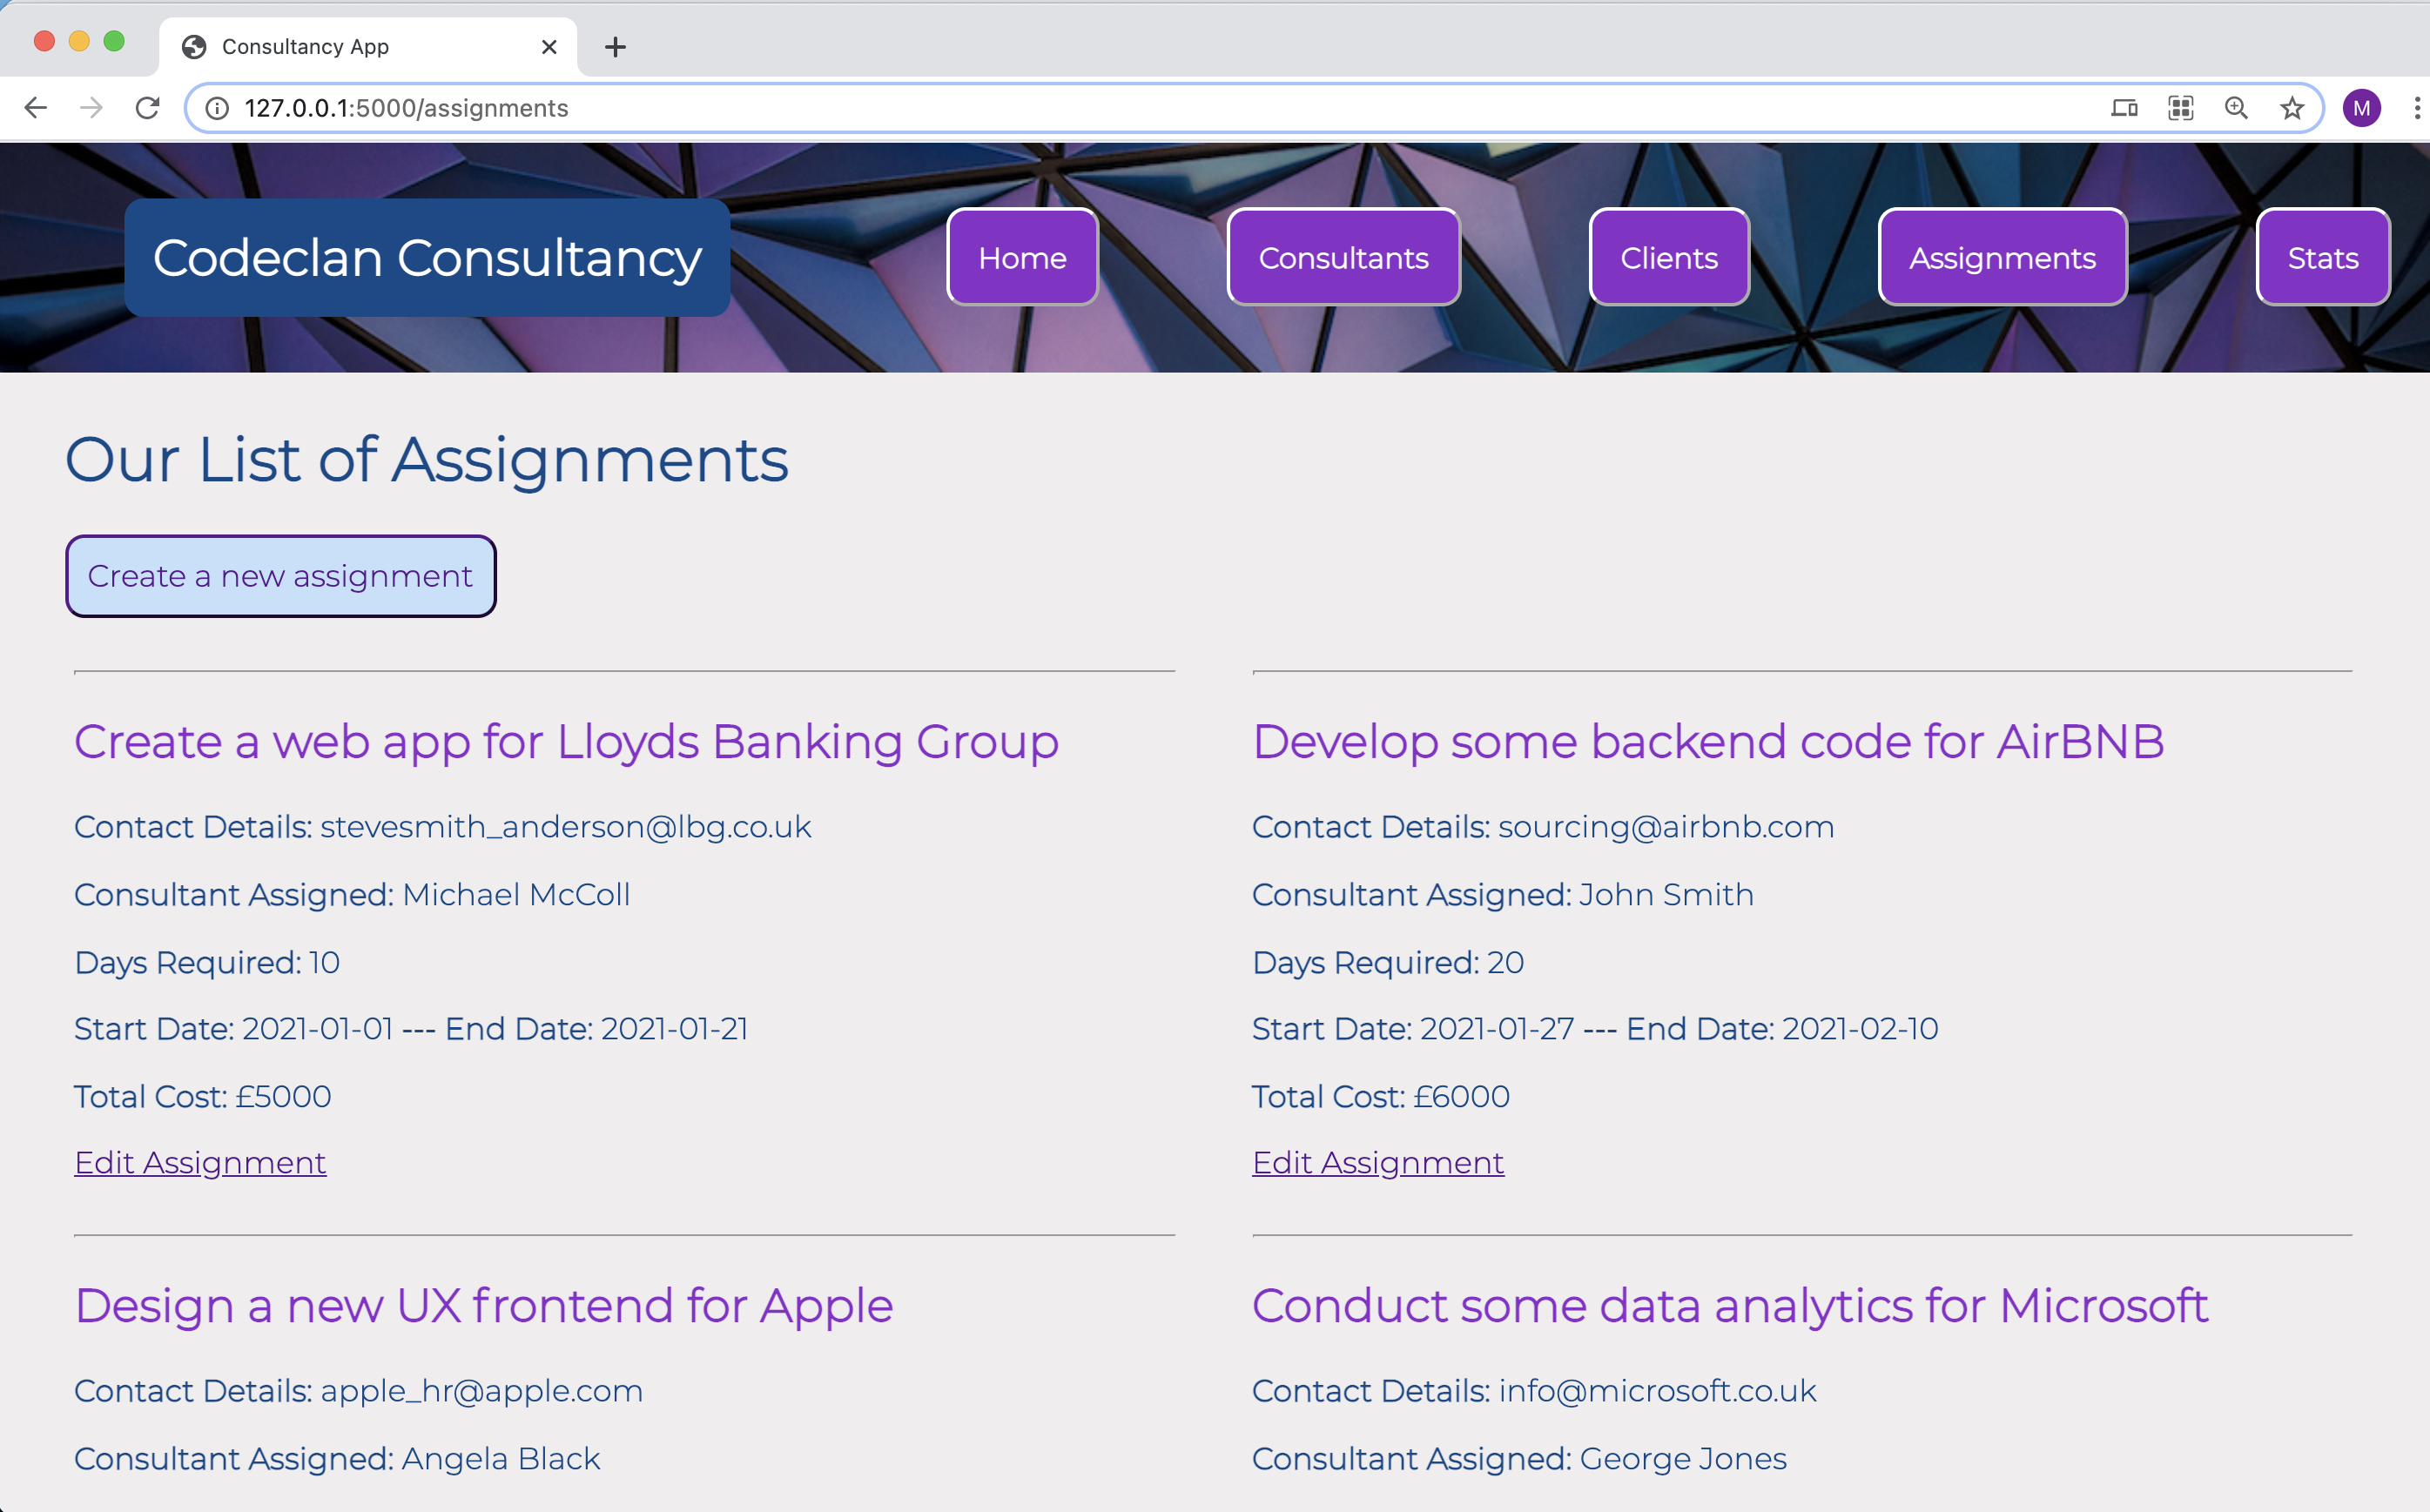 Consultancy App
127.0.0.1:5000/assignments
M
Codeclan Consultancy
Home
Consultants
Clients
Assignments
Stats
Our List of Assignments
Create a new assignment
Create a web app for Lloyds Banking Group
Contact Details: stevesmith_anderson@lbg.co.uk
Consultant Assigned: Michael McColl
Days Required: 10
Start Date: 2021-01-01 --- End Date: 2021-01-21
Total Cost: £5000
Edit Assignment
Develop some backend code for AirBNB
Contact Details: sourcing@airbnb.com
Consultant Assigned: John Smith
Days Required: 20
Start Date: 2021-01-27 --- End Date: 2021-02-10
Total Cost: £6000
Edit Assignment
Design a new UX frontend for Apple
Contact Details: apple_hr@apple.com
Consultant Assigned: Angela Black
Conduct some data analytics for Microsoft
Contact Details: info@microsoft.co.uk
Consultant Assigned: George Jones